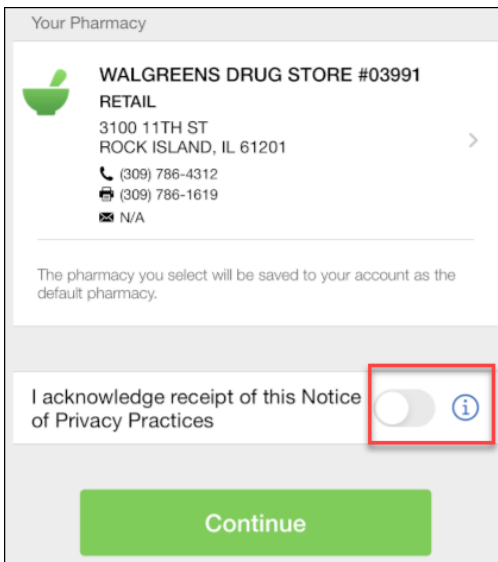 Your Pharmacy
WALGREENS DRUG STORE #03991
RETAIL
3100 11TH ST
ROCK ISLAND, IL 61201
(309) 786-4312
(309) 786-1619
N/A
The pharmacy you select will be saved to your account as the
default pharmacy.
I acknowledge receipt of this Notice
of Privacy Practices
Continue